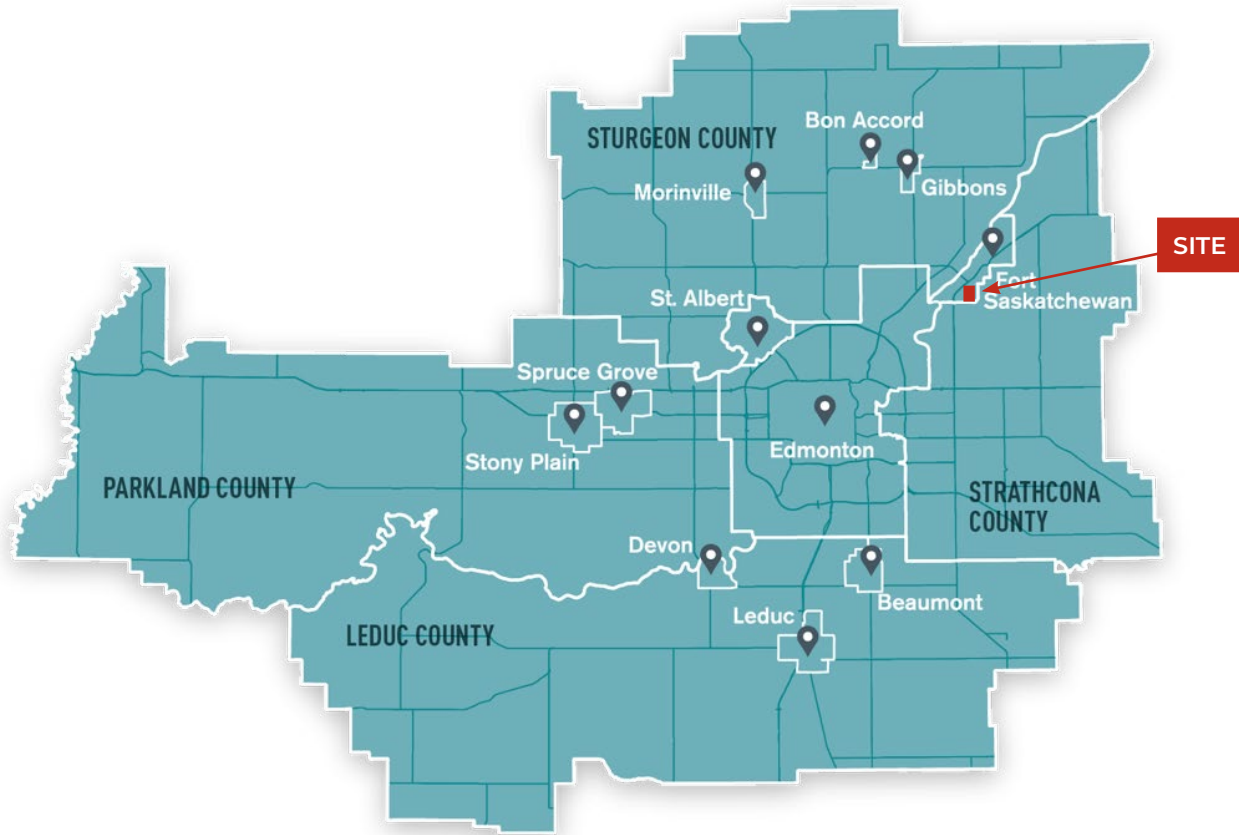 Bon Accord
STURGEON COUNTY
Morinville
Gibbons
SITE
St. Albert
Fort
Saskatchewan
Spruce Grove
Stony Plain
Edmonton
PARKLAND COUNTY
STRATHCONA
COUNTY
Devon
Beaumont
Leduc
LEDUC COUNTY